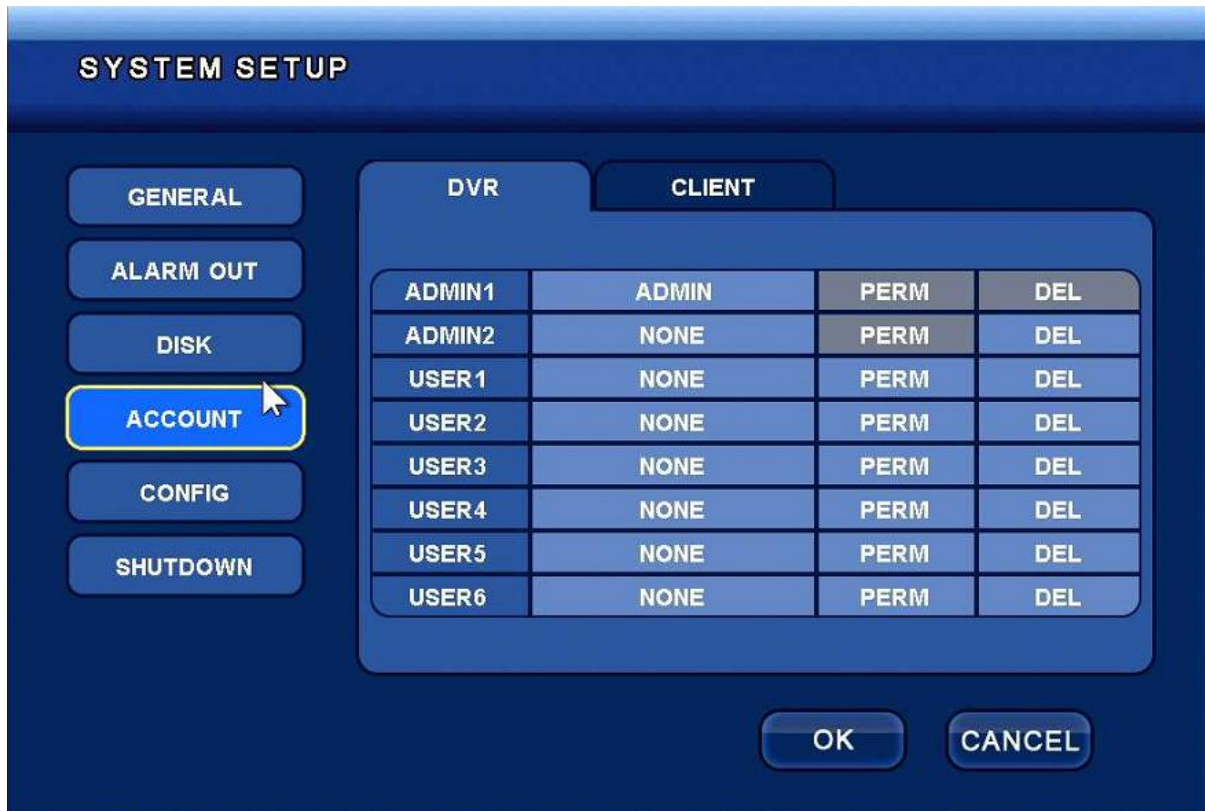 SYSTEM SETUP
GENERAL
ALARM OUT
DISK
ACCOUNT
CONFIG
SHUTDOWN
DVR CLIENT
ADMIN1 ADMIN PERM DEL
ADMIN2 NONE PERM DEL
USER1 NONE PERM DEL
USER2 NONE PERM DEL
USER3 NONE PERM DEL
USER4 NONE PERM DEL
USER5 NONE PERM DEL
USER6 NONE PERM DEL
OK CANCEL